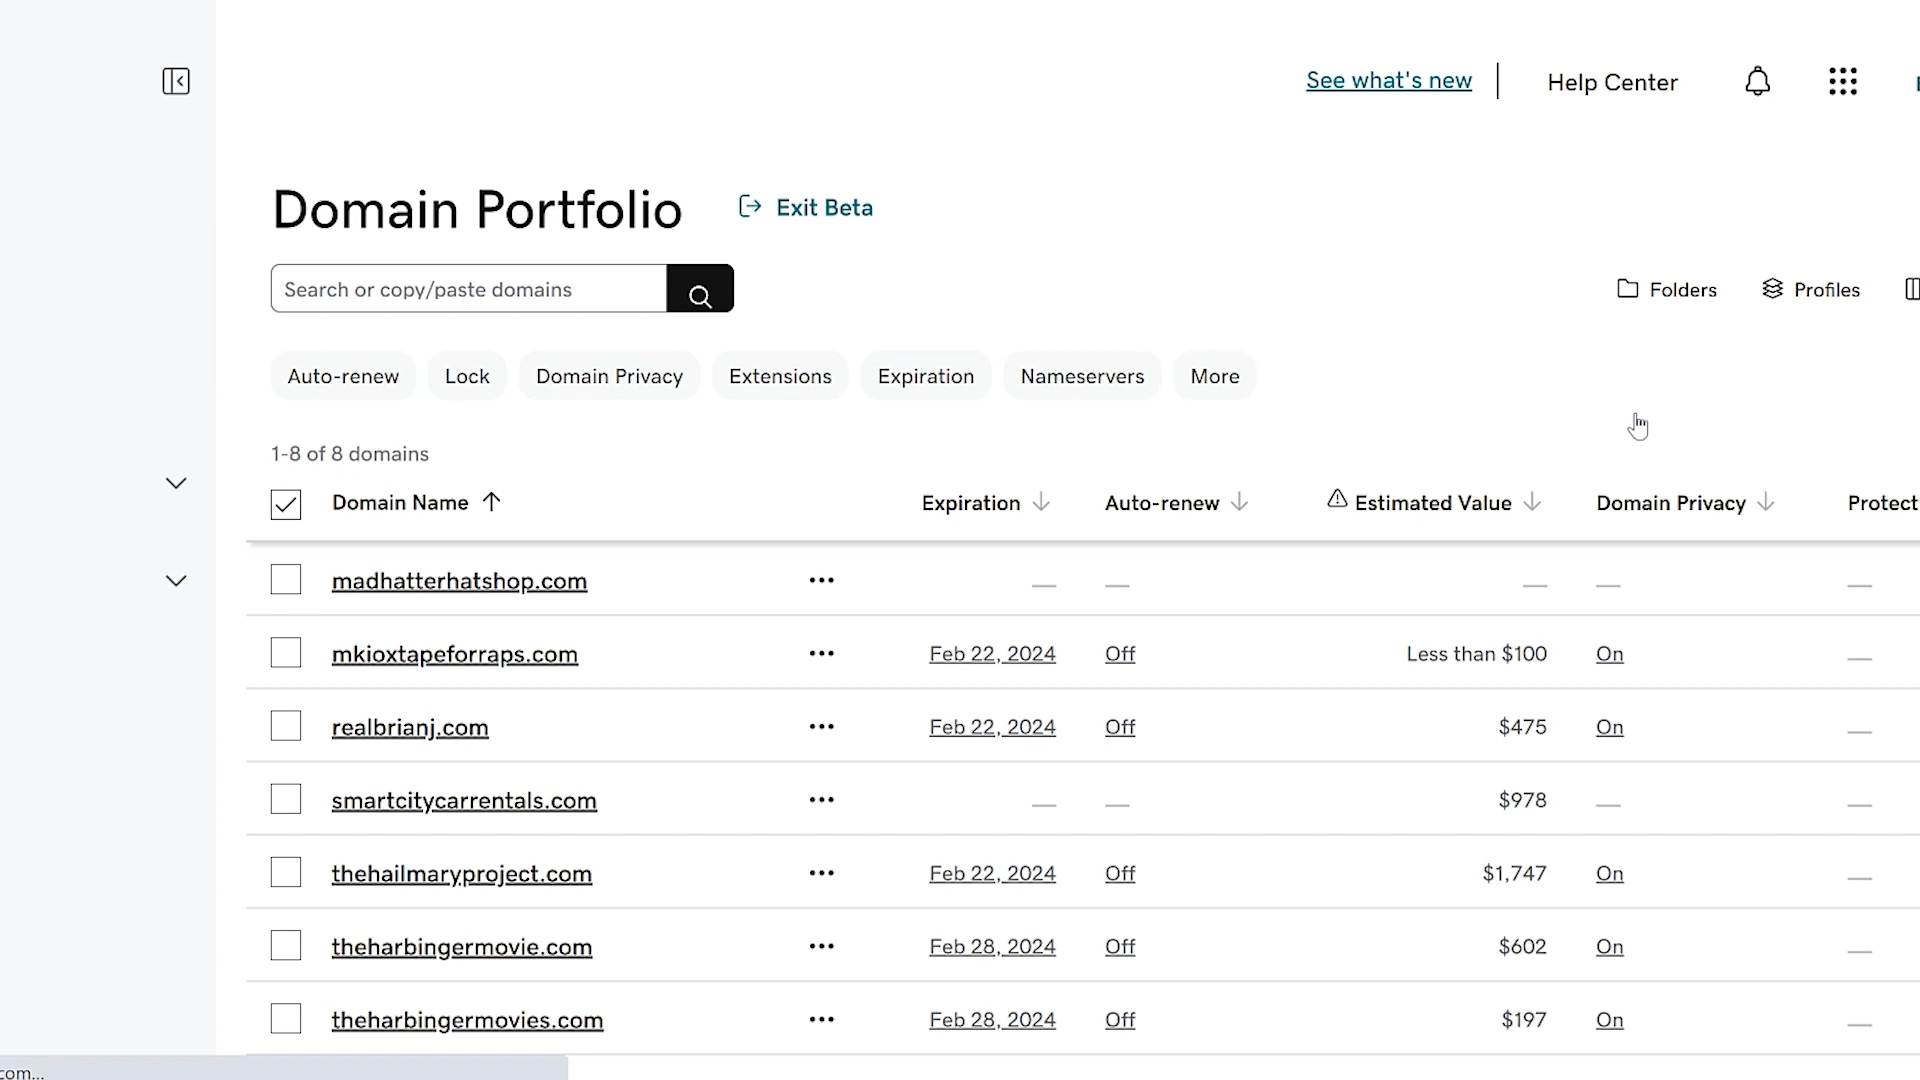 See what's new
Help Center
Domain Portfolio
Exit Beta
Search or copy/paste domains
Folders
Profiles
Auto-renew
Lock
Domain Privacy
Extensions
Expiration
Nameservers
More
1-8 of 8 domains
Domain Name Expiration Auto-renew Estimated Value Domain Privacy Protect
madhatterhatshop.com ••• — — — — —
mkioxtapeforraps.com ••• Feb 22, 2024 Off Less than $100 On —
realbrianj.com ••• Feb 22, 2024 Off $475 On —
smartcitycarrentals.com ••• — — $978 — —
thehailmaryproject.com ••• Feb 22, 2024 Off $1,747 On —
theharbingermovie.com ••• Feb 28, 2024 Off $602 On —
theharbingermovies.com ••• Feb 28, 2024 Off $197 On —
com...